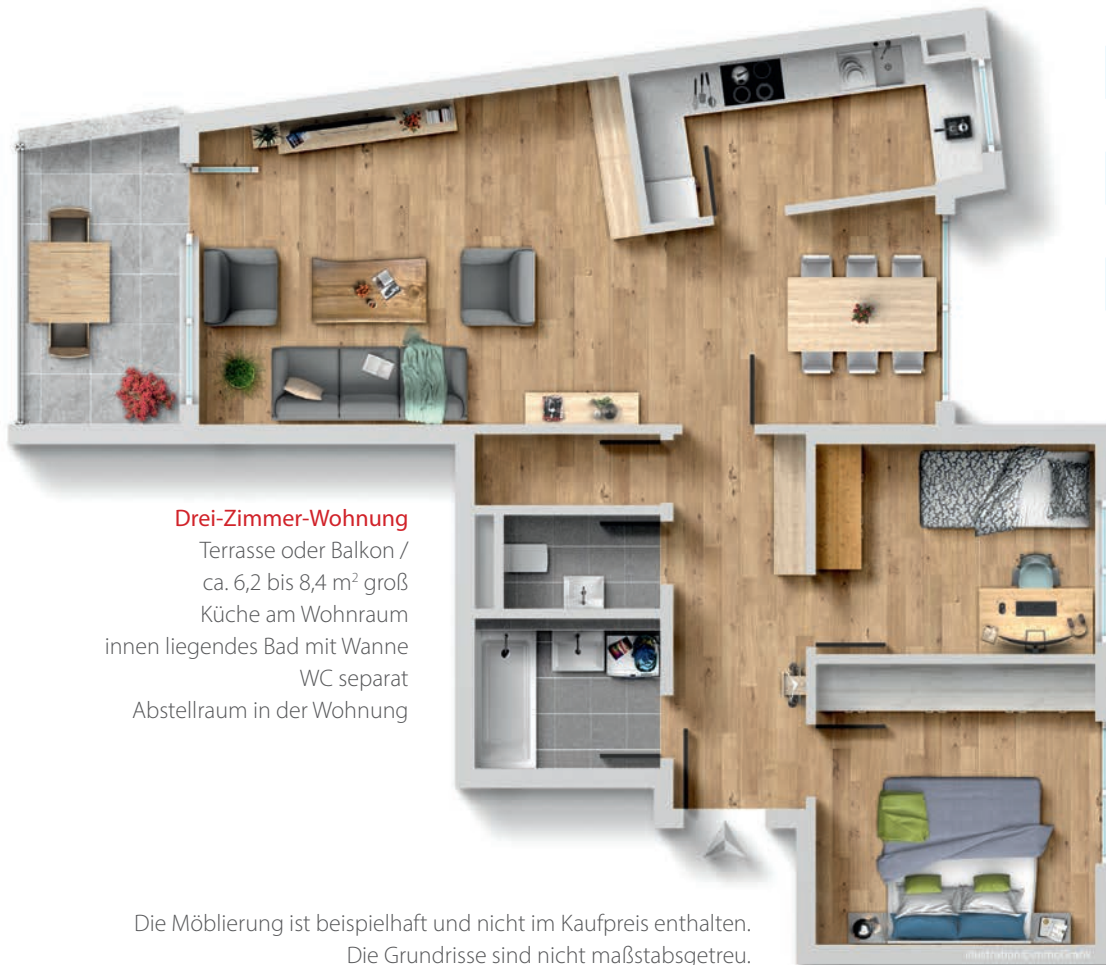 Drei-Zimmer-Wohnung
Terrasse oder Balkon /
ca. 6,2 bis 8,4 m² groß
Küche am Wohnraum
innen liegendes Bad mit Wanne
WC separat
Abstellraum in der Wohnung
Die Möblierung ist beispielhaft und nicht im Kaufpreis enthalten.
Die Grundrisse sind nicht maßstabsgetreu.